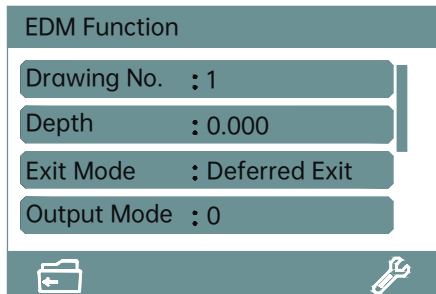 EDM Function
Drawing No. : 1
Depth : 0.000
Exit Mode : Deferred Exit
Output Mode : 0